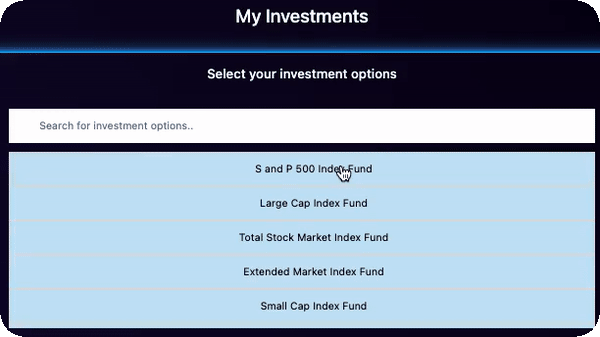 My Investments
Select your investment options
Search for investment options..
S and P 500 Index Fund
Large Cap Index Fund
Total Stock Market Index Fund
Extended Market Index Fund
Small Cap Index Fund